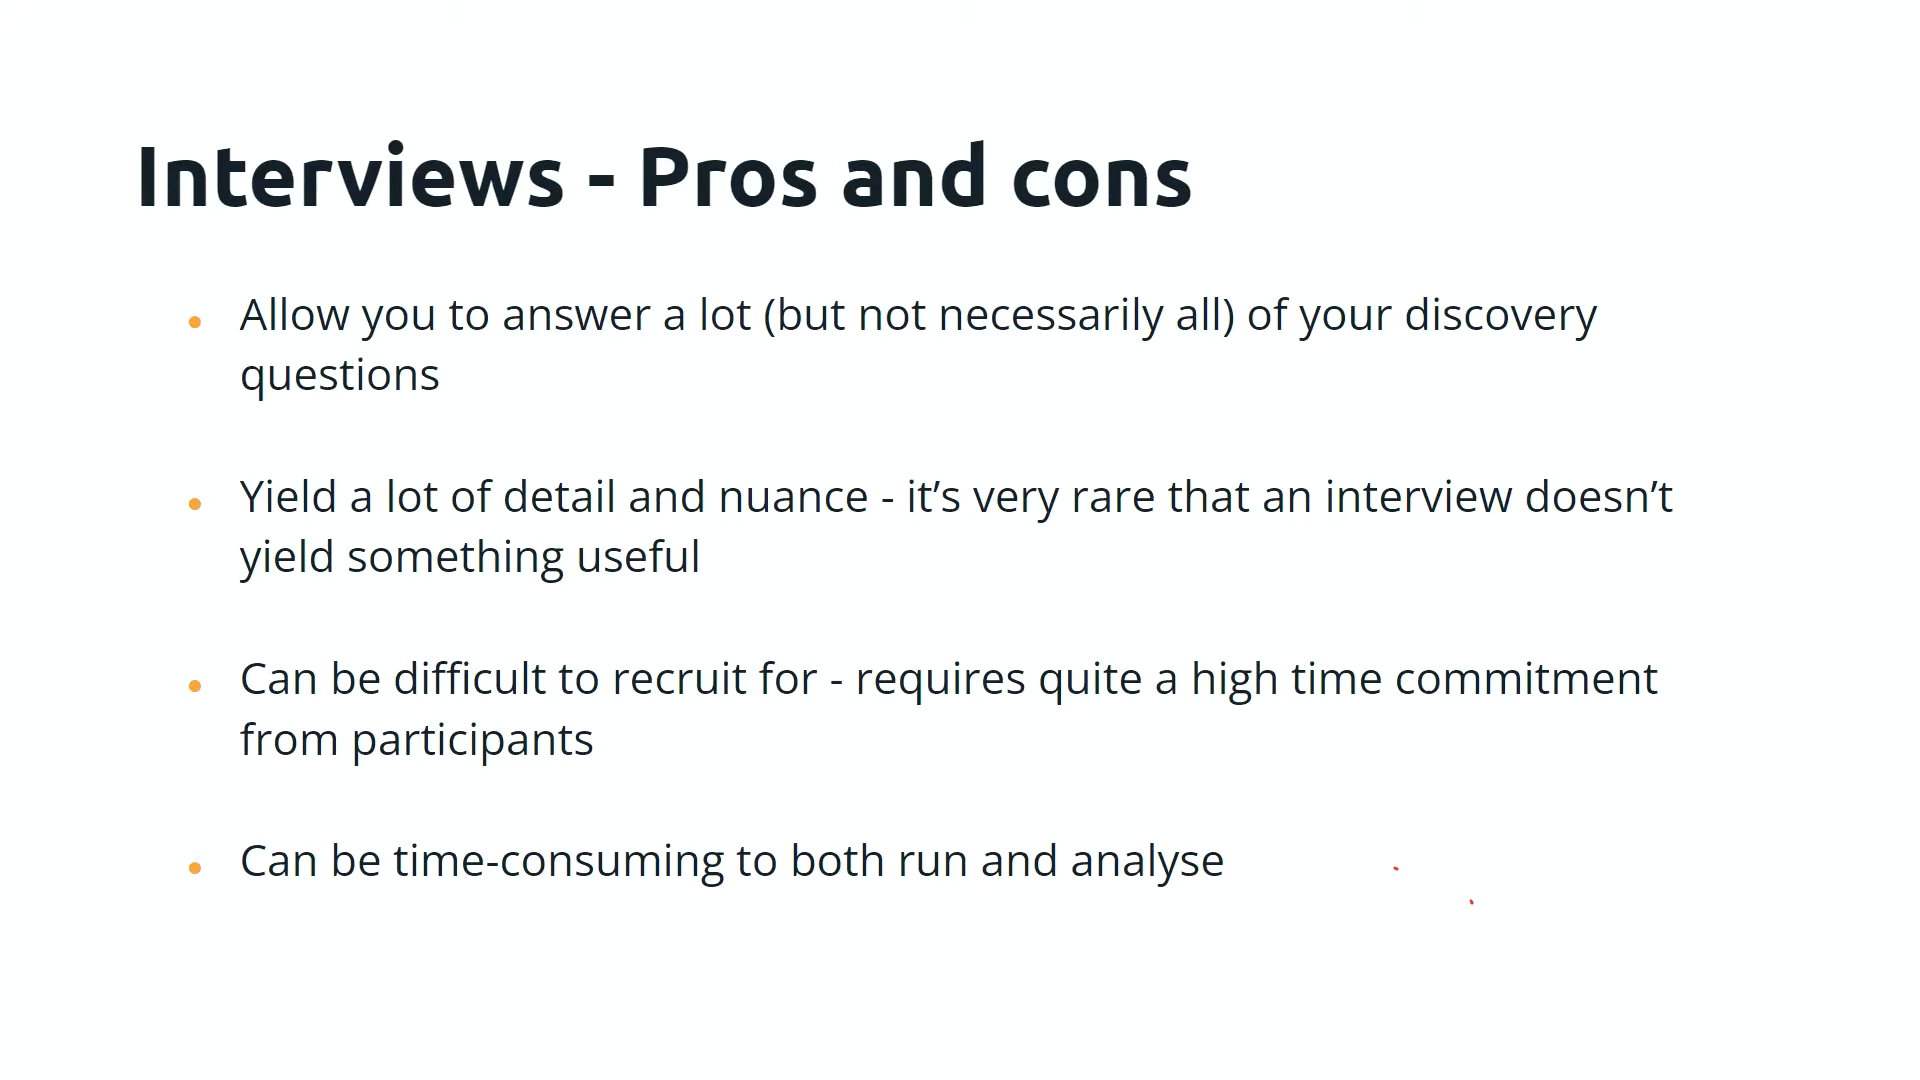 Interviews - Pros and cons
• Allow you to answer a lot (but not necessarily all) of your discovery
questions
• Yield a lot of detail and nuance - it’s very rare that an interview doesn’t
yield something useful
• Can be difficult to recruit for - requires quite a high time commitment
from participants
• Can be time-consuming to both run and analyse